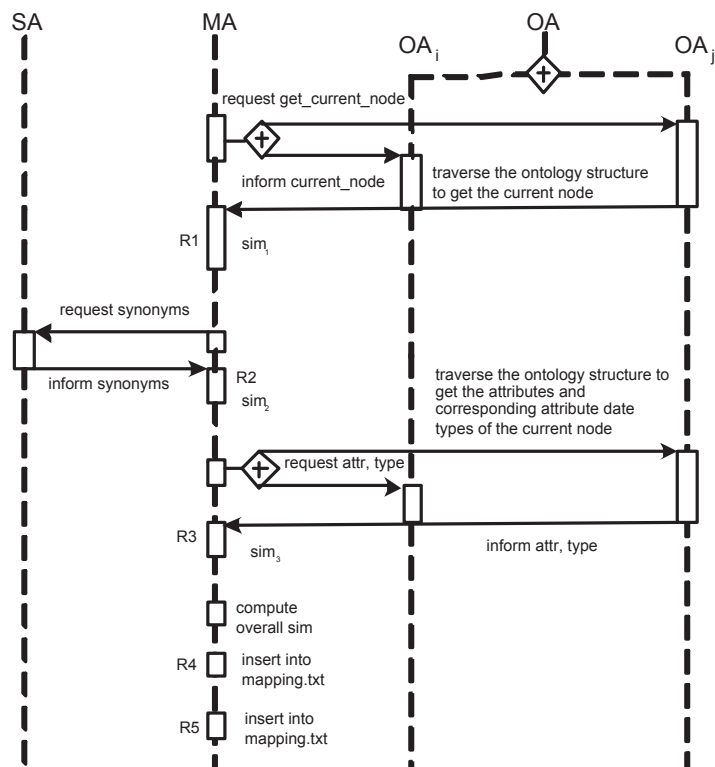 SA
MA
OA i
OA
OA j
request get_current_node
inform current_node
traverse the ontology structure
to get the current node
R1
sim1
request synonyms
inform synonyms
R2
sim2
traverse the ontology structure to
get the attributes and
corresponding attribute date
types of the current node
request attr, type
R3
sim3
inform attr, type
compute
overall sim
R4
insert into
mapping.txt
R5
insert into
mapping.txt